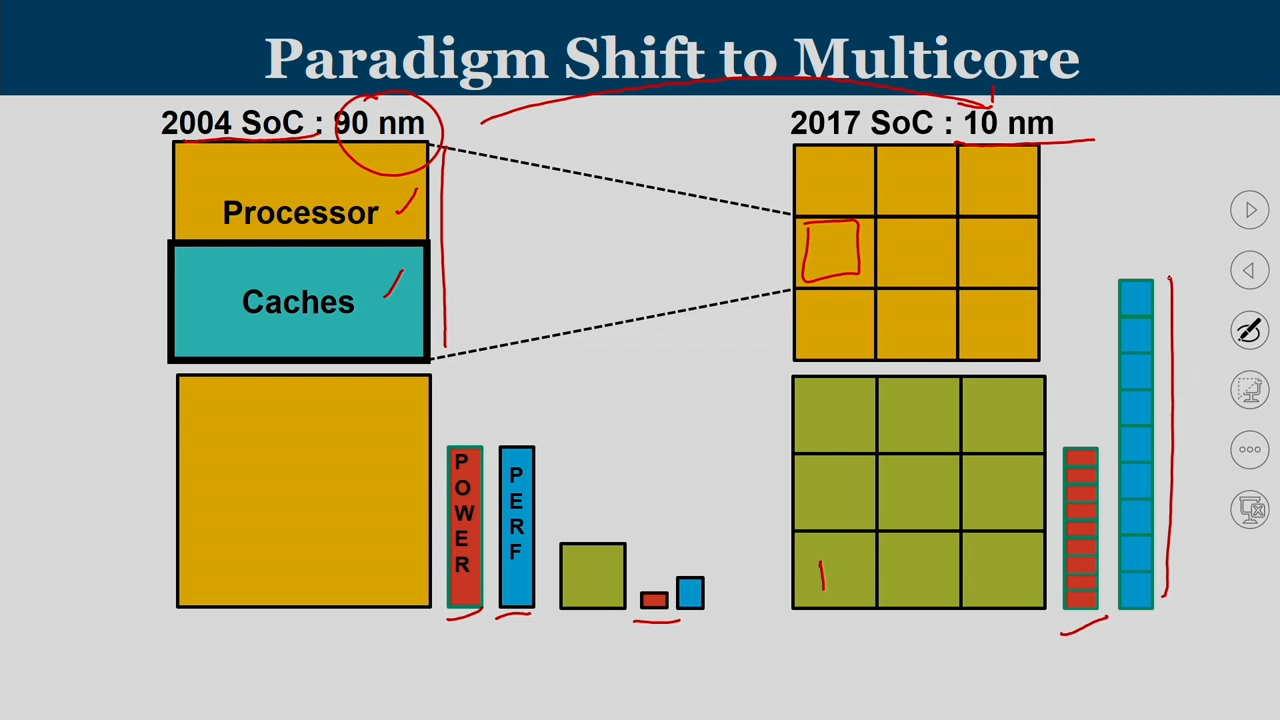 Paradigm Shift to Multicore
2004 SoC : 90 nm
2017 SoC : 10 nm
Processor
Caches
POWER
PERF